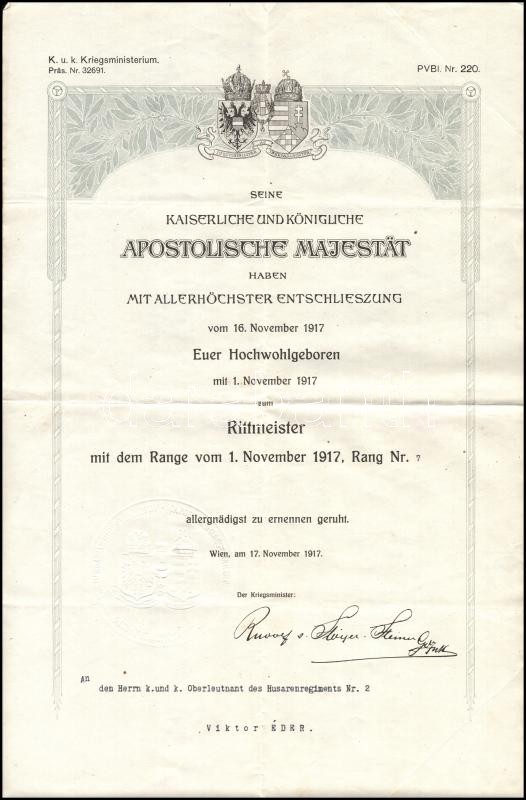 K. u. k. Kriegsministerium.
Präs. Nr. 32691.
PVBl. Nr. 220.
SEINE
KAISERLICHE UND KÖNIGLICHE
APOSTOLISCHE MAJESTÄT
HABEN
MIT ALLERHÖCHSTER ENTSCHLIESZUNG
vom 16. November 1917
Euer Hochwohlgeboren
mit 1. November 1917
zum
Rittmeister
mit dem Range vom 1. November 1917, Rang Nr. 7
allergnädigst zu ernennen geruht.
Wien, am 17. November 1917.
Der Kriegsminister:
Rudolf v. Stöger-Steiner
An
den Herrn k.und k. Oberleutnant des Husarenregiments Nr. 2
Viktor ÉDER.